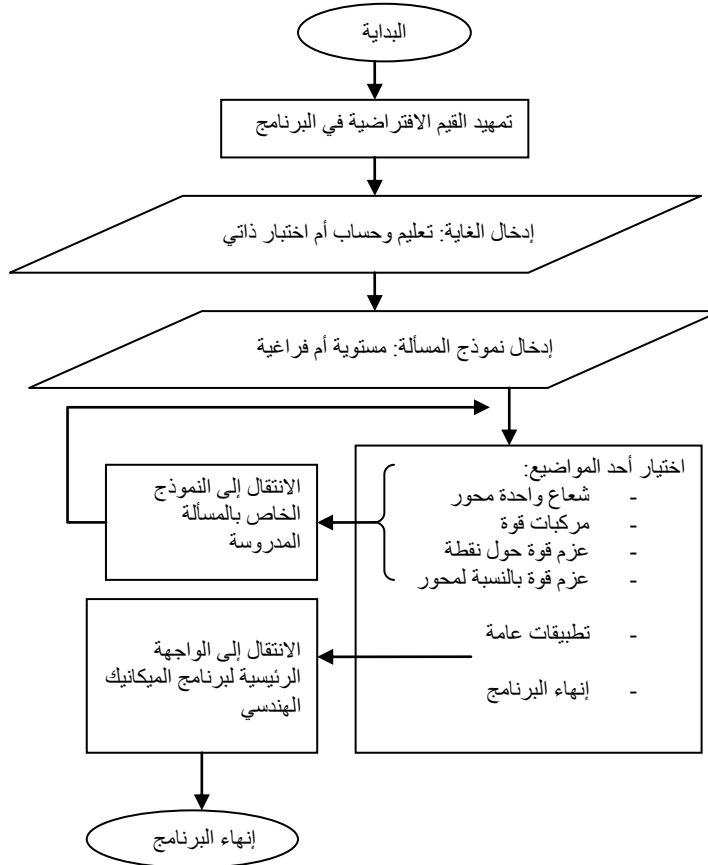 البداية
تمهيد القيم الافتراضية في البرنامج
إدخال الغاية: تعليم وحساب أم اختبار ذاتي
إدخال نموذج المسألة: مستوية أم فراغية
اختيار أحد المواضيع:
- شعاع واحدة محور
- مركبات قوة
- عزم قوة حول نقطة
- عزم قوة بالنسبة لمحور
- تطبيقات عامة
- إنهاء البرنامج
الانتقال إلى النموذج
الخاص بالمسألة
المدروسة
الانتقال إلى الواجهة
الرئيسية لبرنامج الميكانيك
الهندسي
إنهاء البرنامج